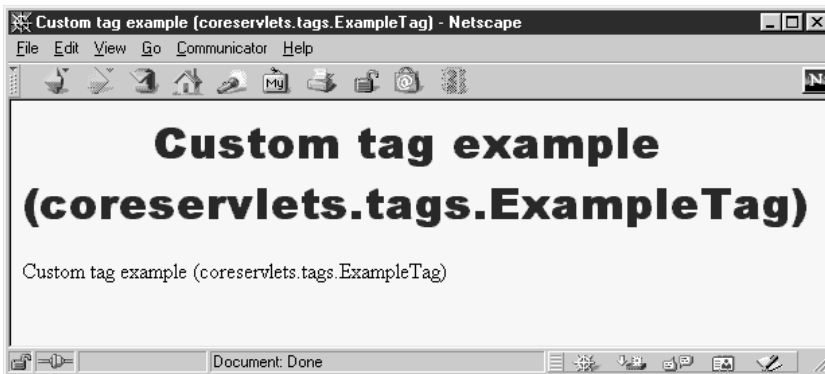 Custom tag example (coreservlets.tags.ExampleTag) - Netscape
File Edit View Go Communicator Help
My
N
Custom tag example
(coreservlets.tags.ExampleTag)
Custom tag example (coreservlets.tags.ExampleTag)
Document: Done